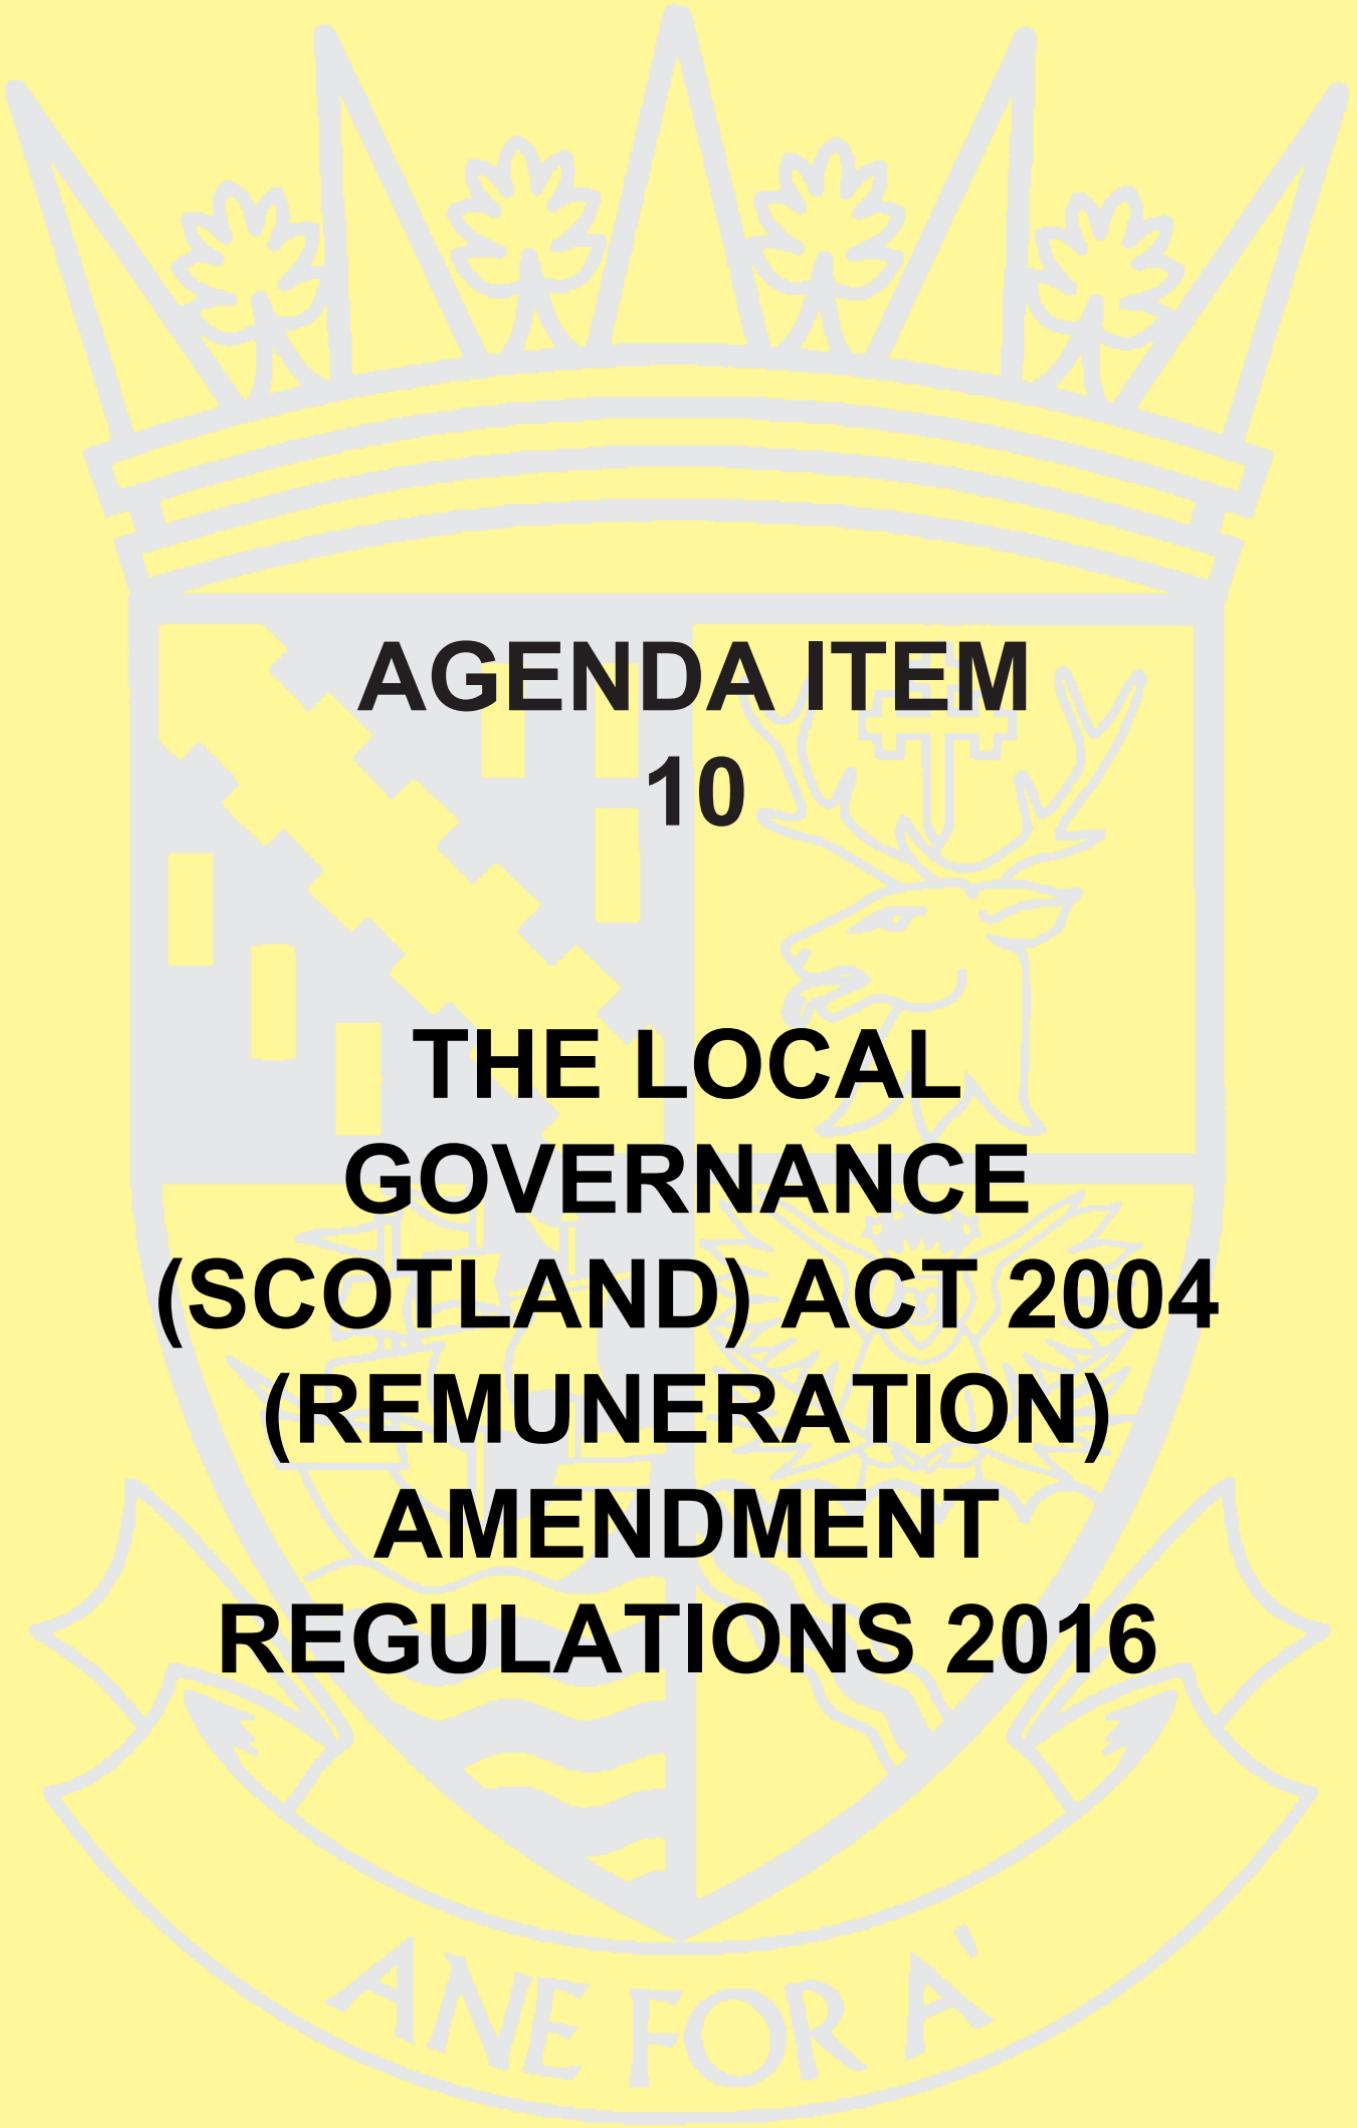 AGENDA ITEM
10
THE LOCAL
GOVERNANCE
(SCOTLAND) ACT 2004
(REMUNERATION)
AMENDMENT
REGULATIONS 2016
ANE FOR A'